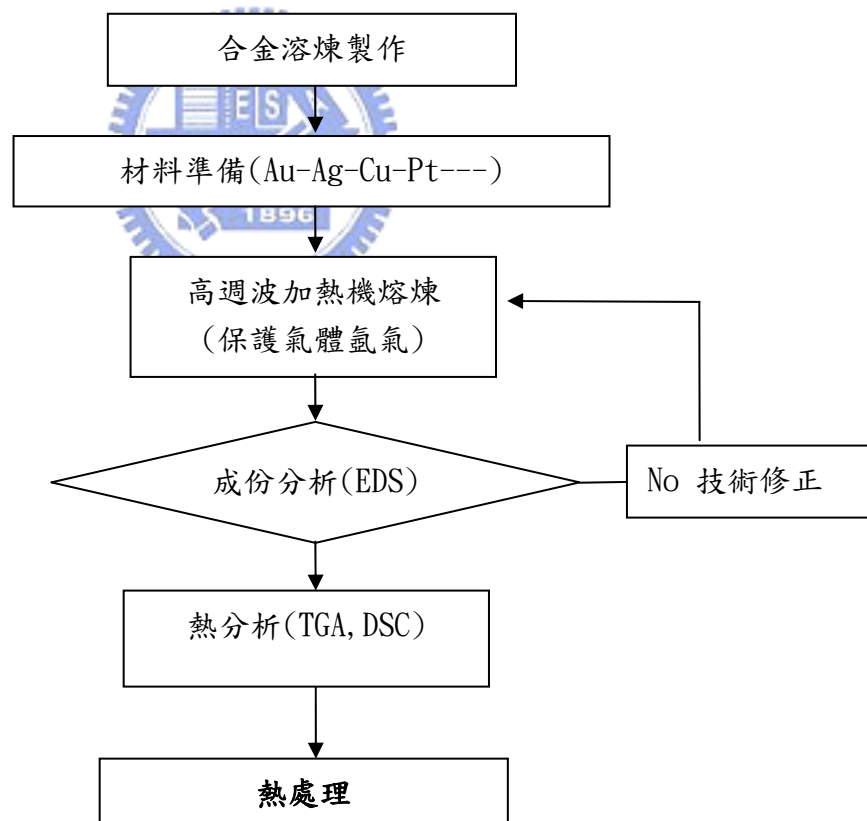 合金溶煉製作
ES
材料準備(Au-Ag-Cu-Pt---)
1896
高週波加熱機熔煉
(保護氣體氬氣)
成份分析(EDS)
No 技術修正
熱分析(TGA,DSC)
熱處理